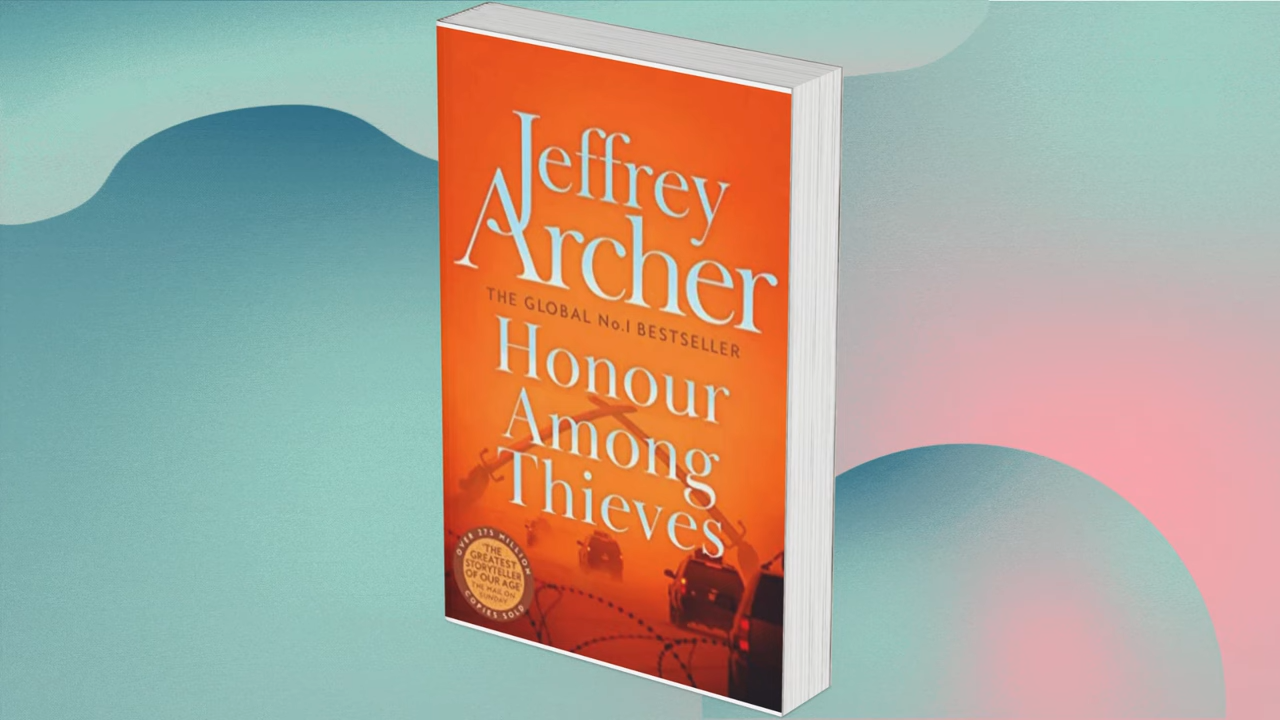 Jeffrey
Archer
THE GLOBAL No.1 BESTSELLER
Honour
Among
Thieves
OVER 275 MILLION
'THE
GREATEST
STORYTELLER
OF OUR AGE'
THE MAIL ON
SUNDAY
COPIES SOLD